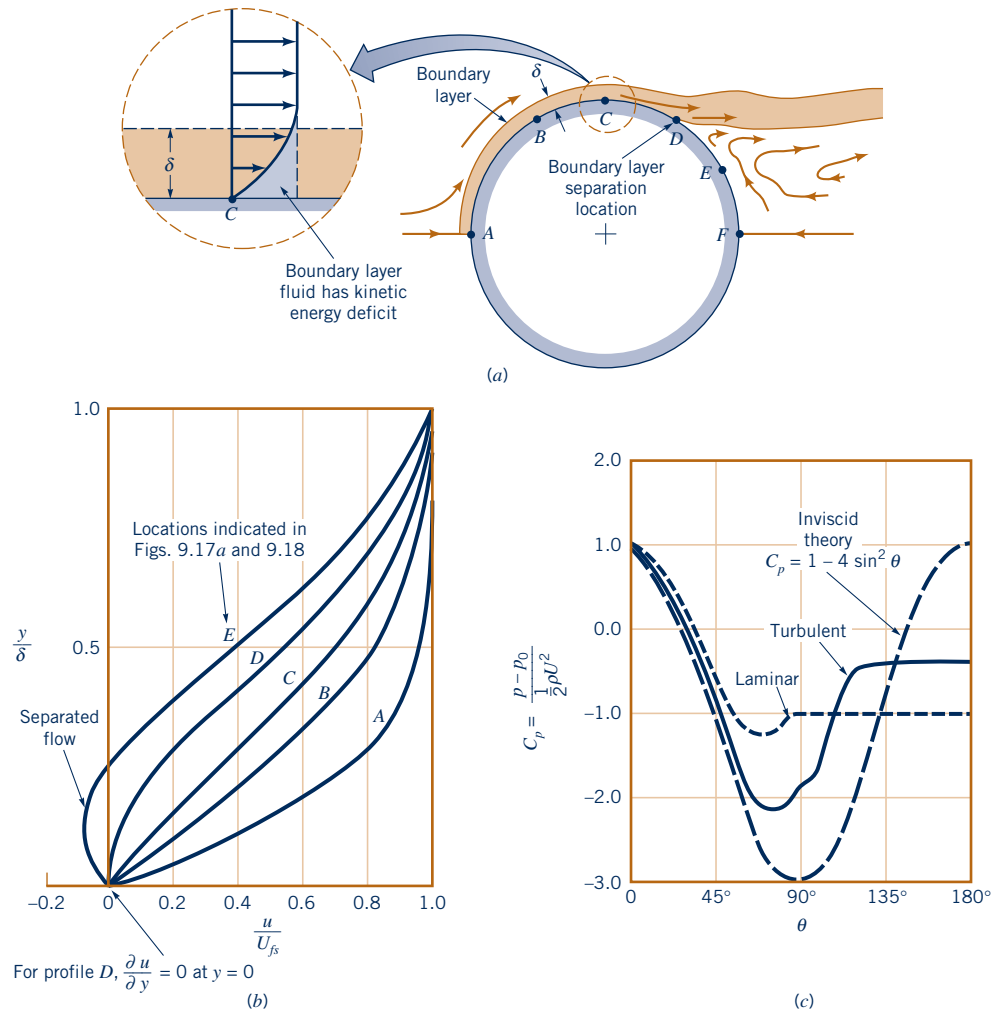 Boundary
layer
δ
B
C
D
E
Boundary layer
separation
location
A
F
δ
C
Boundary layer
fluid has kinetic
energy deficit
(a)
1.0
Locations indicated in
Figs. 9.17a and 9.18
y/δ
0.5
E
D
C
B
A
Separated
flow
−0.2 0 0.2 0.4 0.6 0.8 1.0
u/U_fs
For profile D, ∂u/∂y = 0 at y = 0
(b)
2.0
Inviscid
theory
C_p = 1 − 4 sin² θ
1.0
0.0
Turbulent
Laminar
C_p = (p − p_0)/(1/2 ρU²)
−1.0
−2.0
−3.0
0 45° 90° 135° 180°
θ
(c)